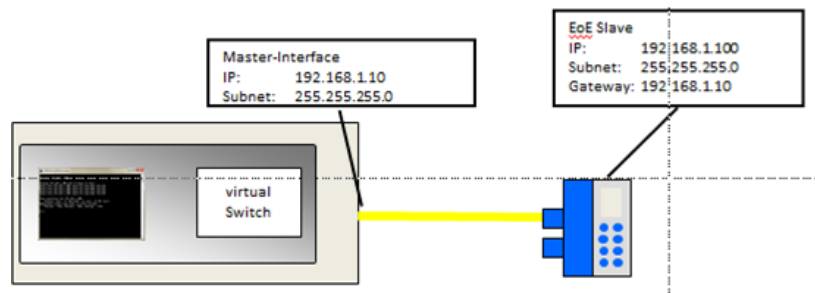 Master-Interface
IP: 192.168.1.10
Subnet: 255.255.255.0
EoE Slave
IP: 192.168.1.100
Subnet: 255.255.255.0
Gateway: 192.168.1.10
virtual
Switch